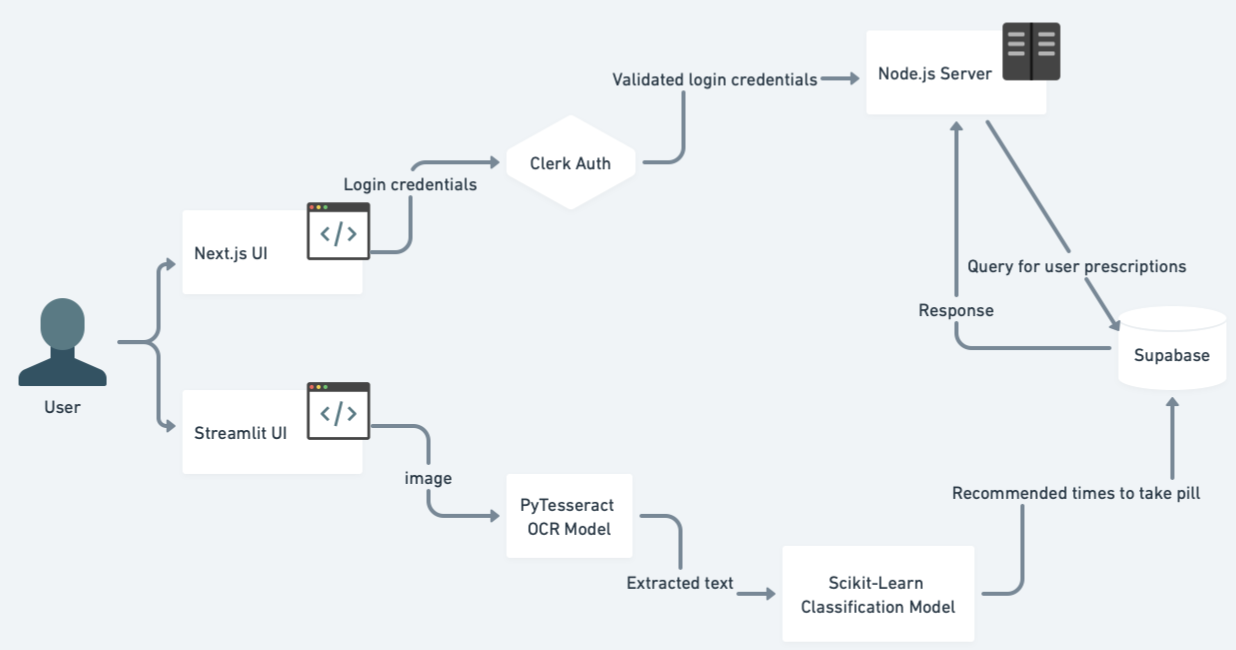 Validated login credentials
Node.js Server
Clerk Auth
Login credentials
Next.js UI
</>
Query for user prescriptions
Response
Supabase
User
Streamlit UI
</>
image
PyTesseract
OCR Model
Recommended times to take pill
Extracted text
Scikit-Learn
Classification Model